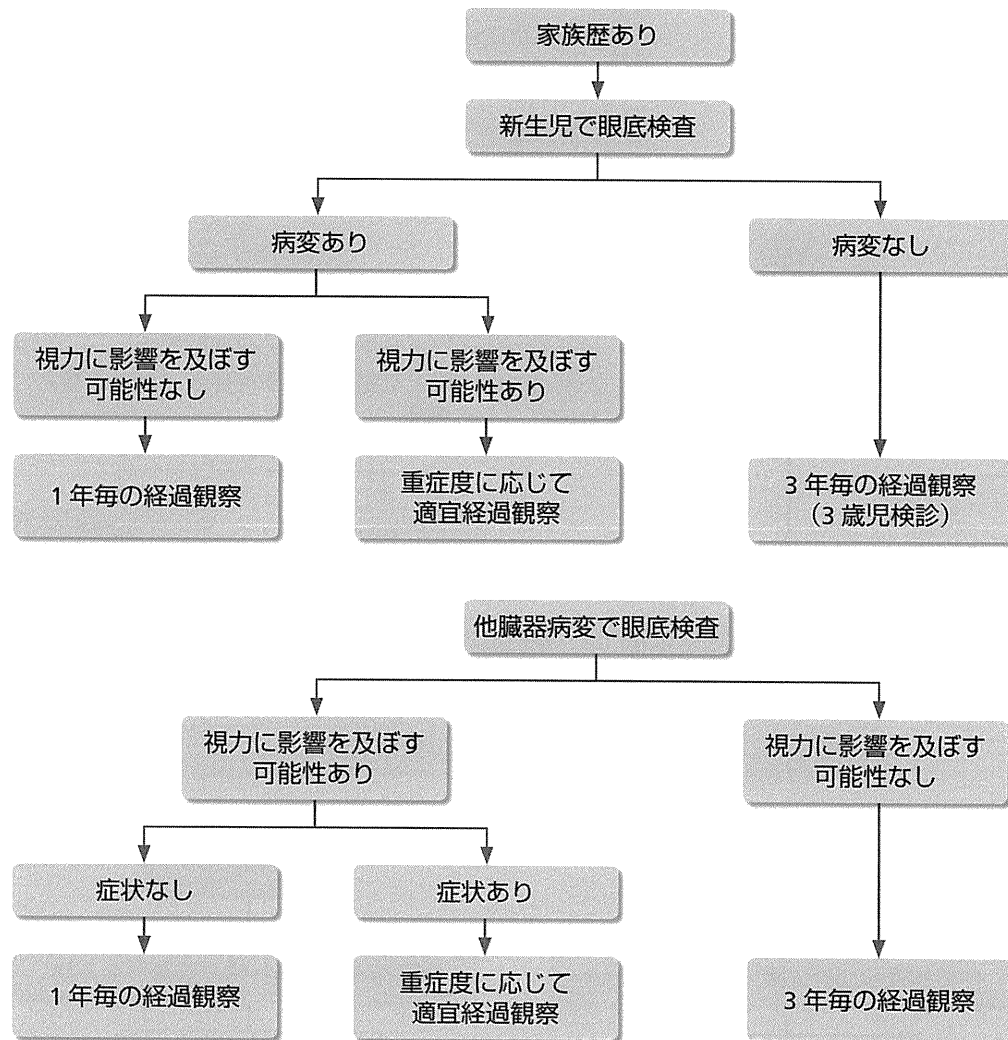 家族歴あり
新生児で眼底検査
病変あり
病変なし
視力に影響を及ぼす
可能性なし
視力に影響を及ぼす
可能性あり
1年毎の経過観察
重症度に応じて
適宜経過観察
3年毎の経過観察
（3歳児検診）
他臓器病変で眼底検査
視力に影響を及ぼす
可能性あり
視力に影響を及ぼす
可能性なし
症状なし
症状あり
1年毎の経過観察
重症度に応じて
適宜経過観察
3年毎の経過観察